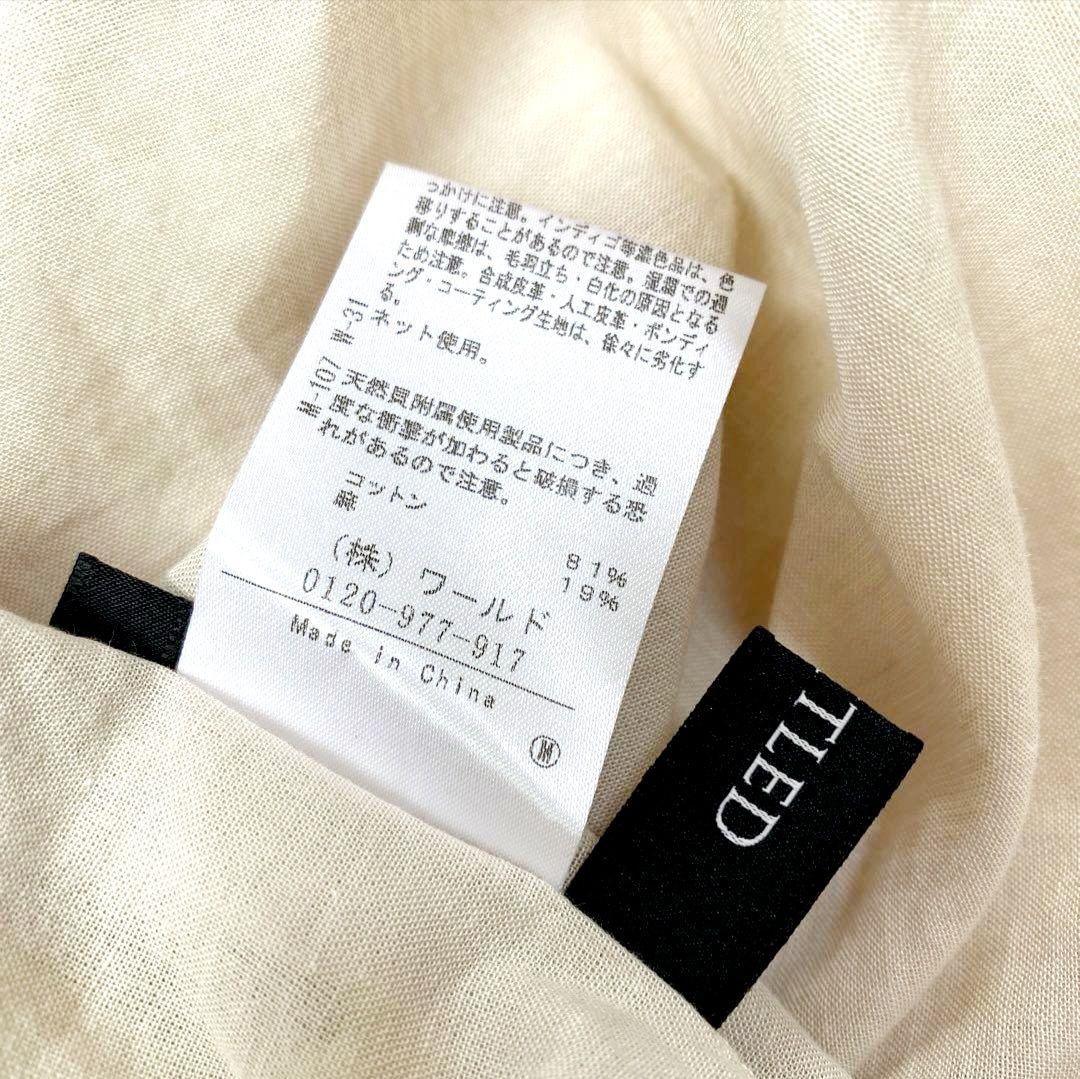 つかけに注意。インディゴ等濃色品は、色
移りすることがあるので注意。湿潤での過
剰な摩擦は、毛羽立ち・白化の原因となる
ため注意。合成皮革・人工皮革・ボンディ
ング・コーティング生地は、徐々に劣化す
る。
ネット使用。
M-107 M-31
天然貝附属使用製品につき、過
度な衝撃が加わると破損する恐
れがあるので注意。
コットン 81%
麻 19%
(株) ワールド
0120-977-917
Made in China
M
TLED